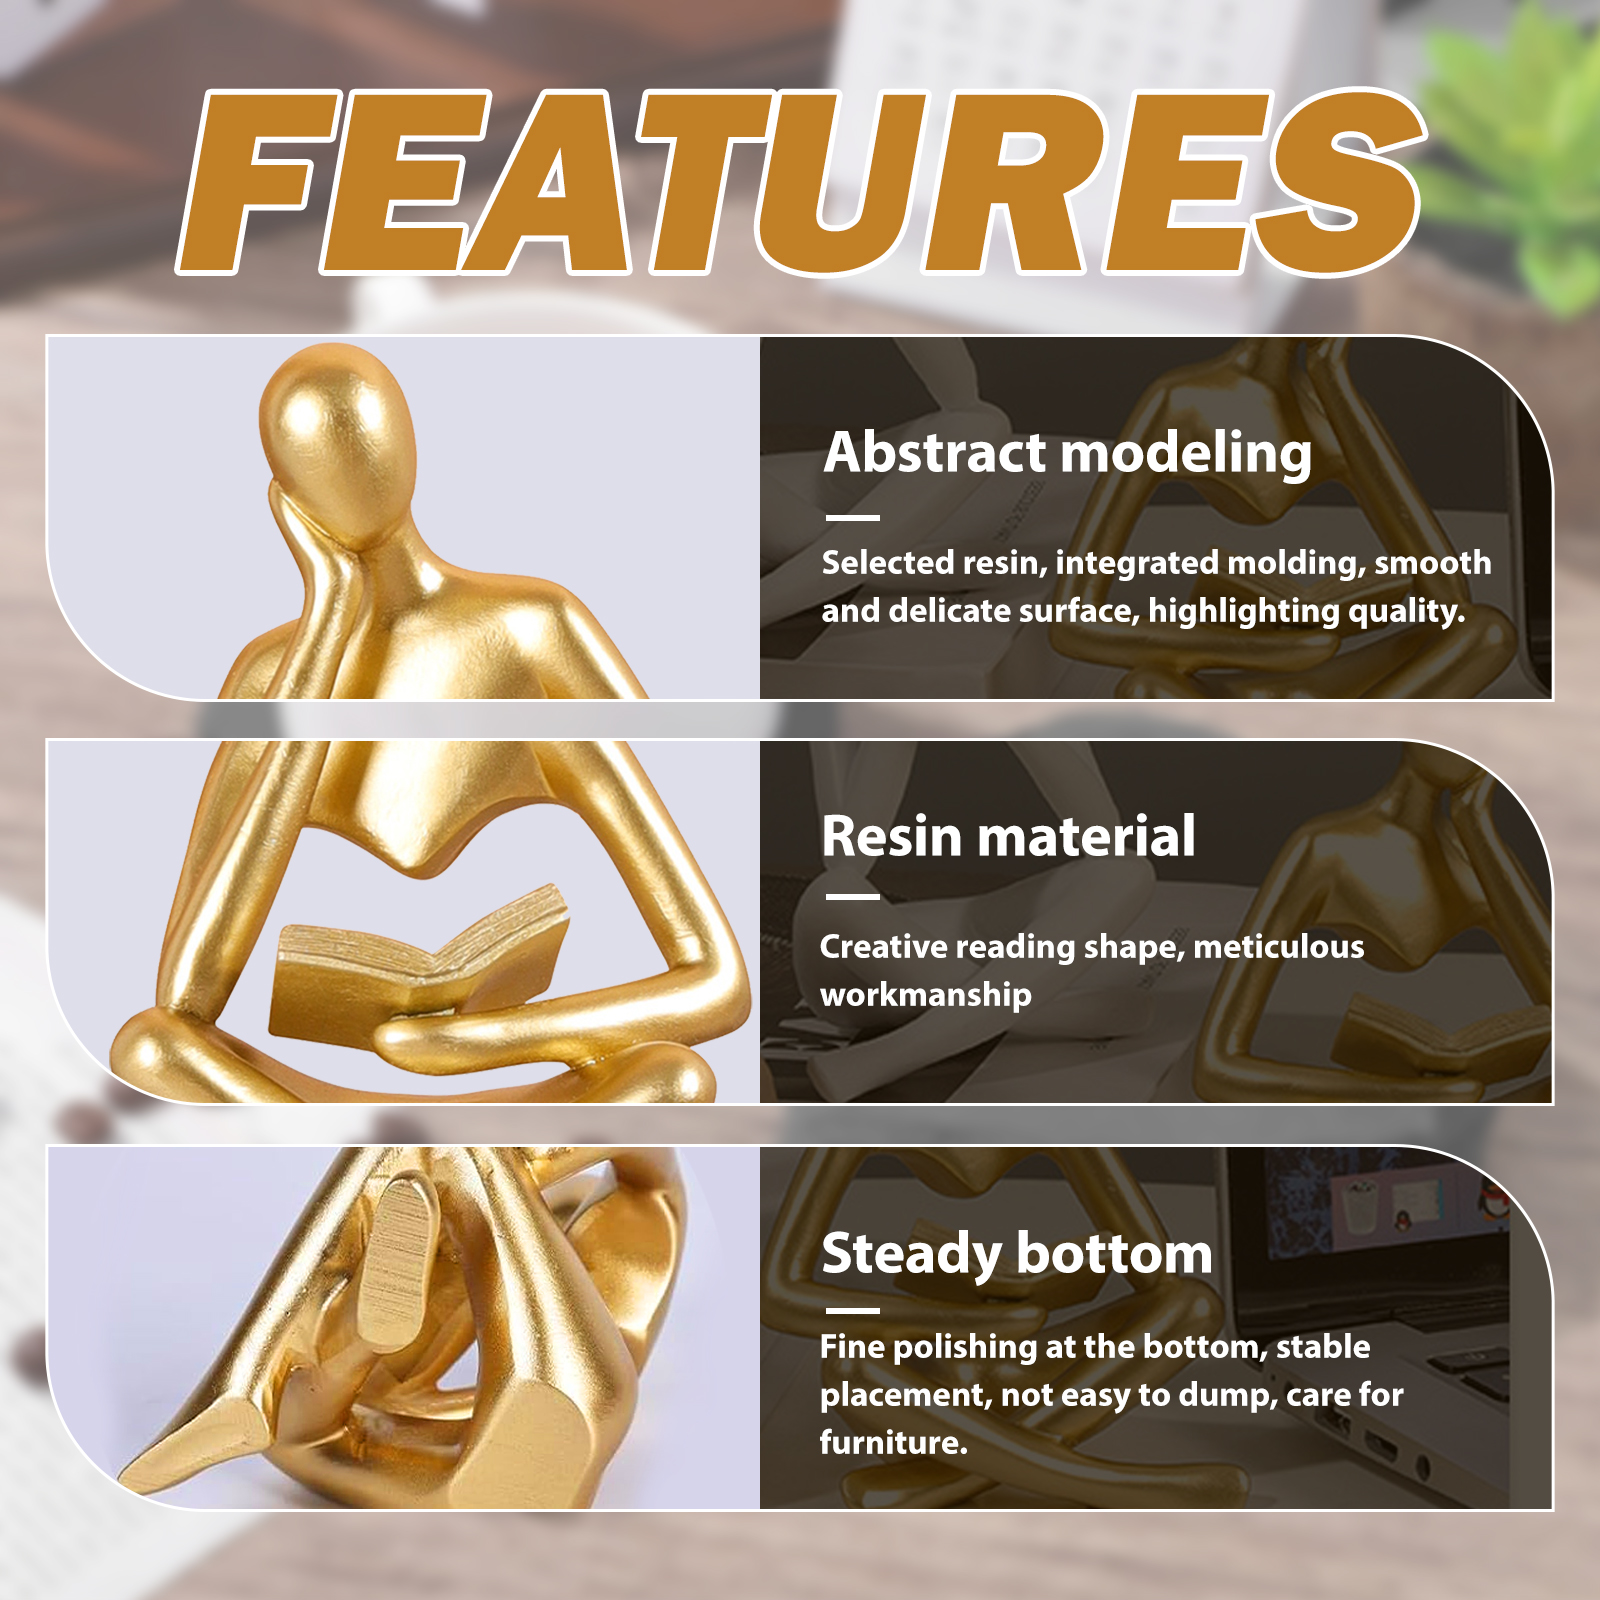 FEATURES
Abstract modeling
Selected resin, integrated molding, smooth
and delicate surface, highlighting quality.
Resin material
Creative reading shape, meticulous
workmanship
Steady bottom
Fine polishing at the bottom, stable
placement, not easy to dump, care for
furniture.